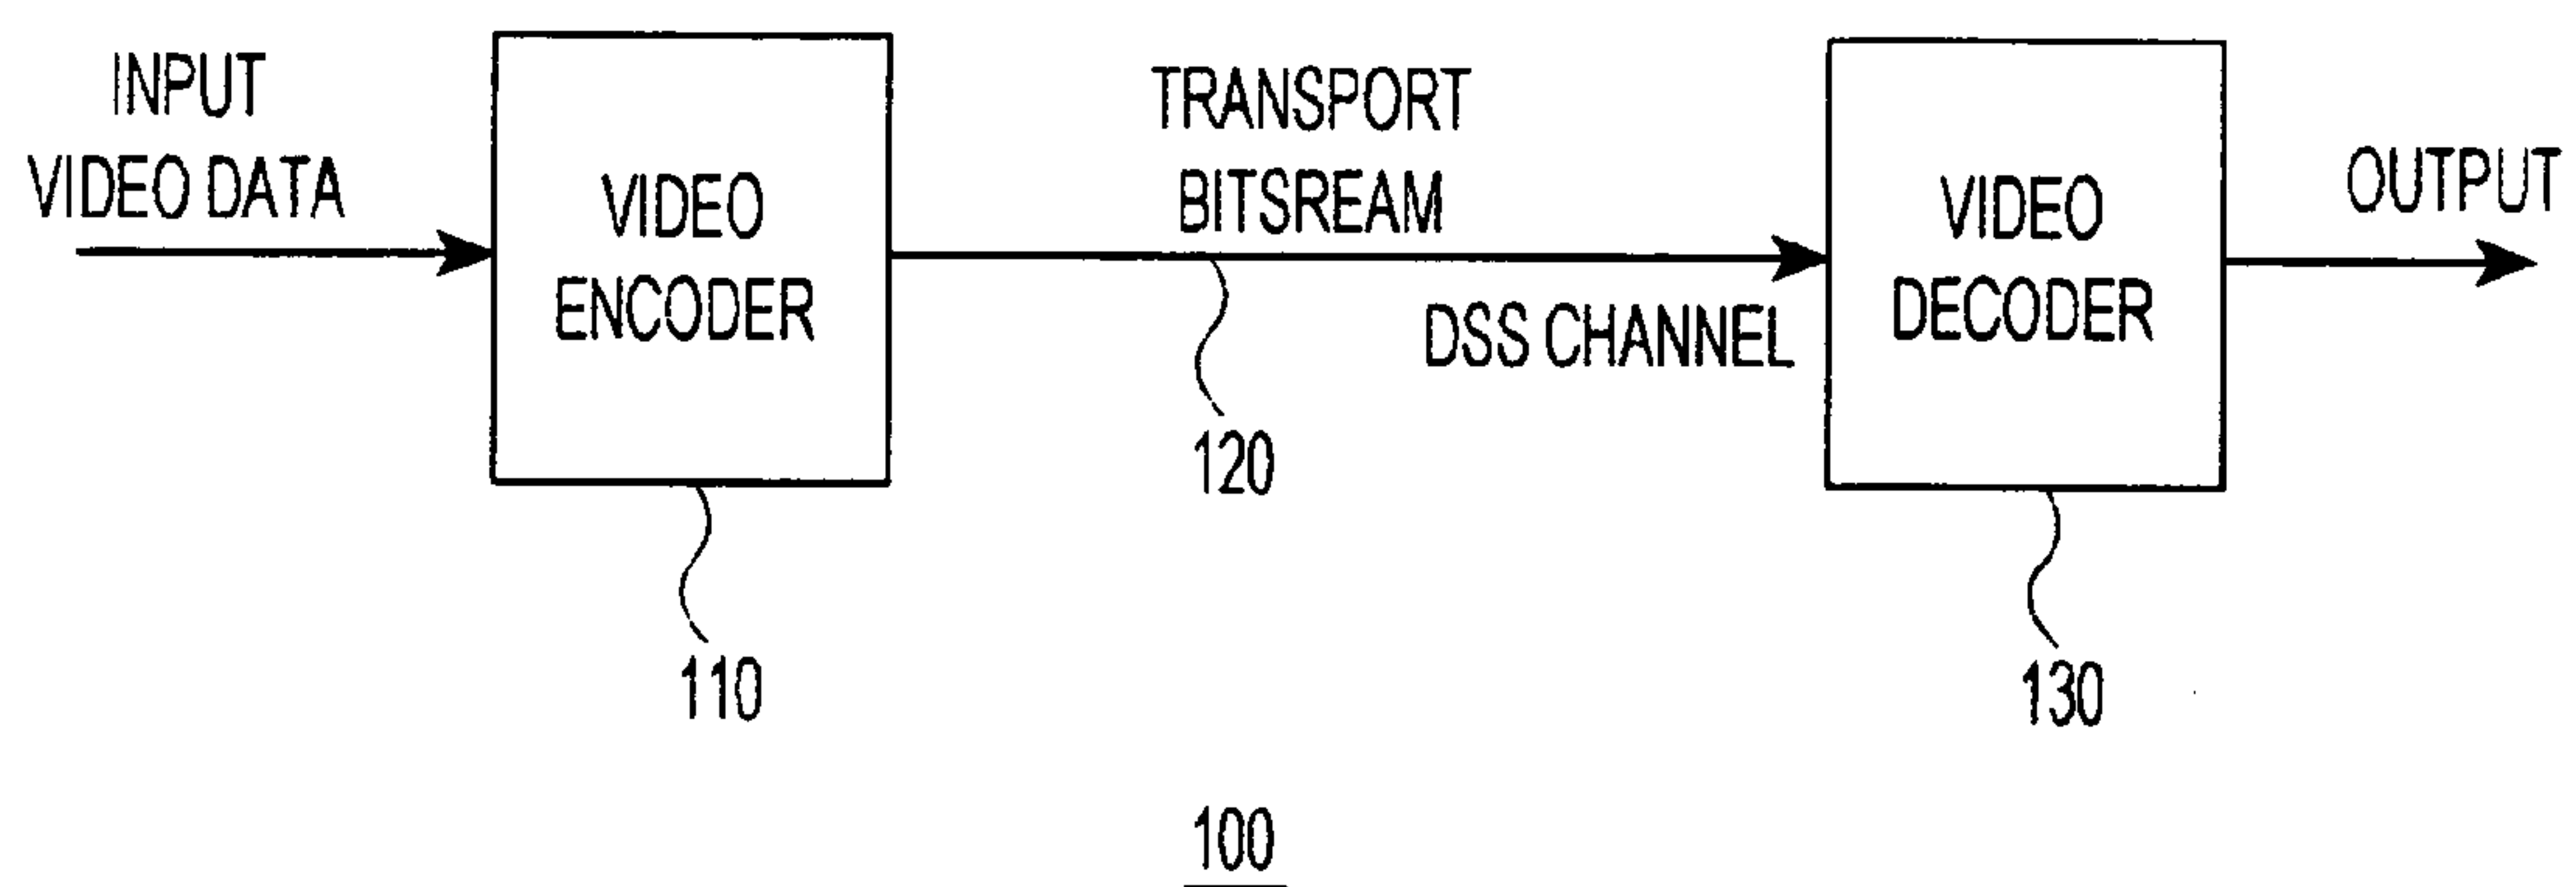 INPUT
VIDEO DATA
VIDEO
ENCODER
TRANSPORT
BITSREAM
DSS CHANNEL
VIDEO
DECODER
OUTPUT
110
120
130
100